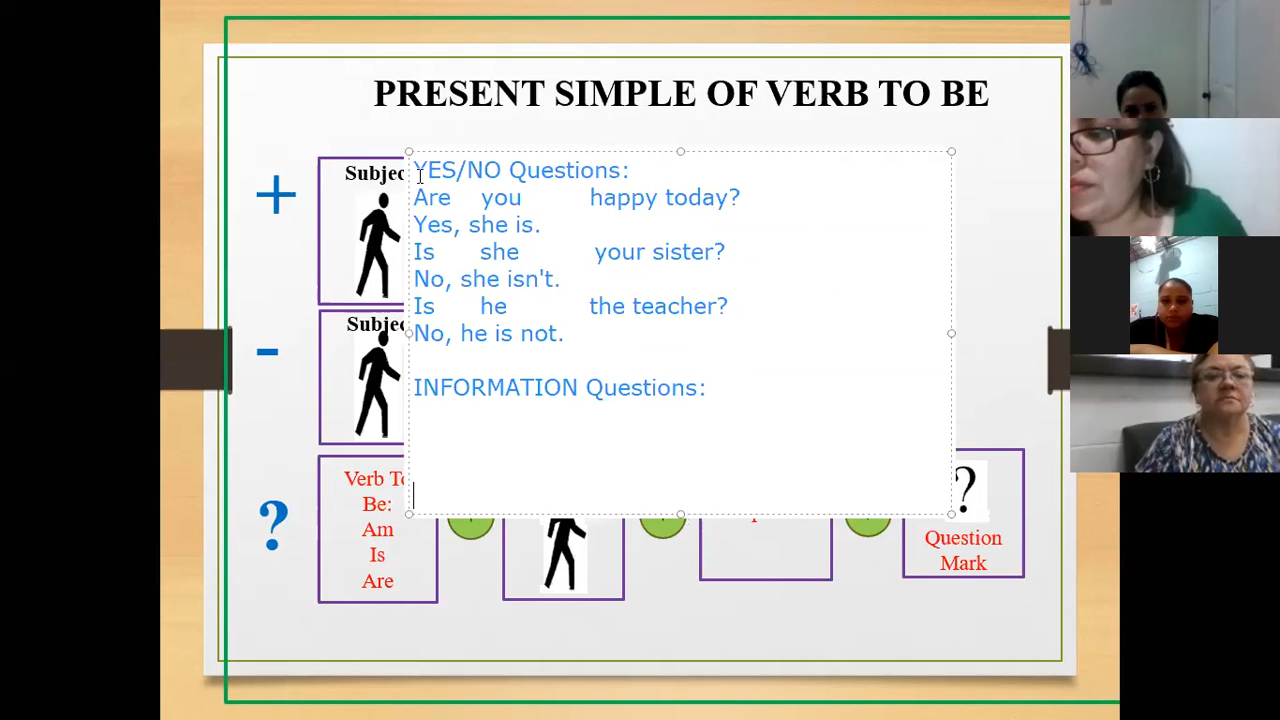 PRESENT SIMPLE OF VERB TO BE
+
Subjec
YES/NO Questions:
Are you happy today?
Yes, she is.
Is she your sister?
No, she isn't.
Is he the teacher?
No, he is not.
INFORMATION Questions:
-
Subjec
?
Verb To
Be:
Am
Is
Are
?
Question
Mark